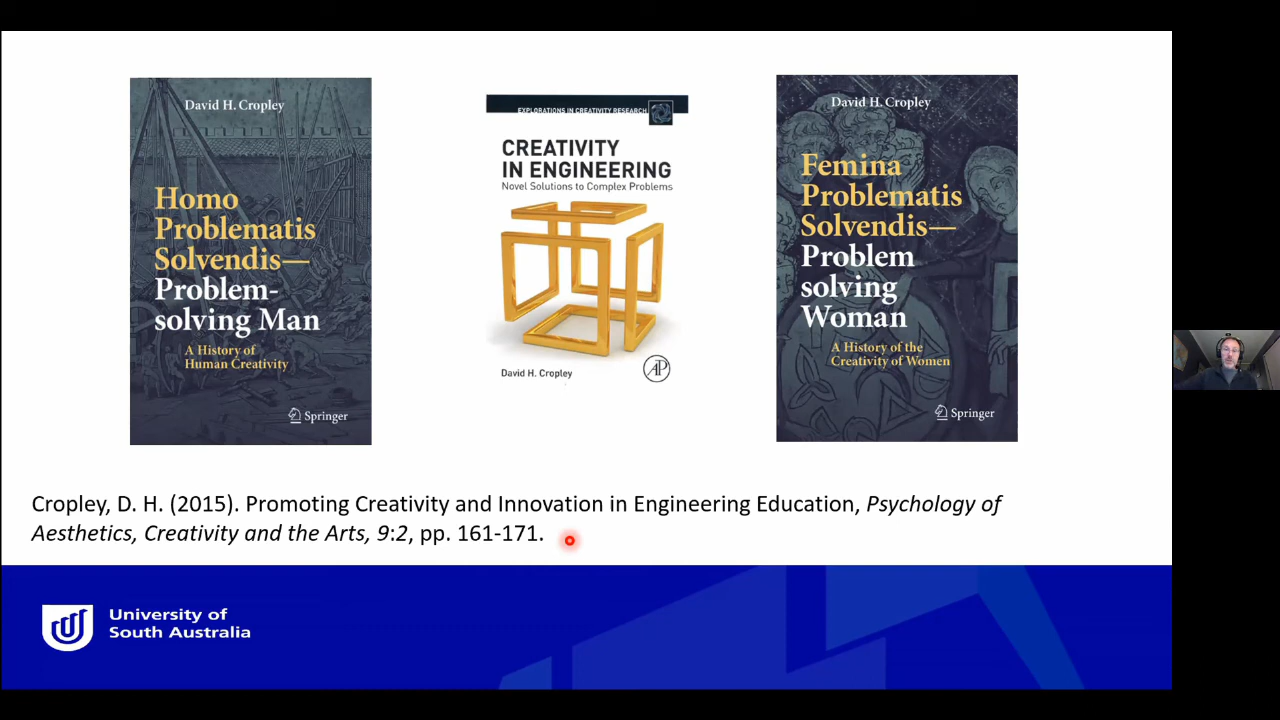 David H. Cropley
Homo
Problematis
Solvendis—
Problem-
solving Man
A History of
Human Creativity
Springer
EXPLORATIONS IN CREATIVITY RESEARCH
CREATIVITY
IN ENGINEERING
Novel Solutions to Complex Problems
David H. Cropley
AP
David H. Cropley
Femina
Problematis
Solvendis—
Problem
solving
Woman
A History of the
Creativity of Women
Springer
Cropley, D. H. (2015). Promoting Creativity and Innovation in Engineering Education, Psychology of
Aesthetics, Creativity and the Arts, 9:2, pp. 161-171.
University of
South Australia